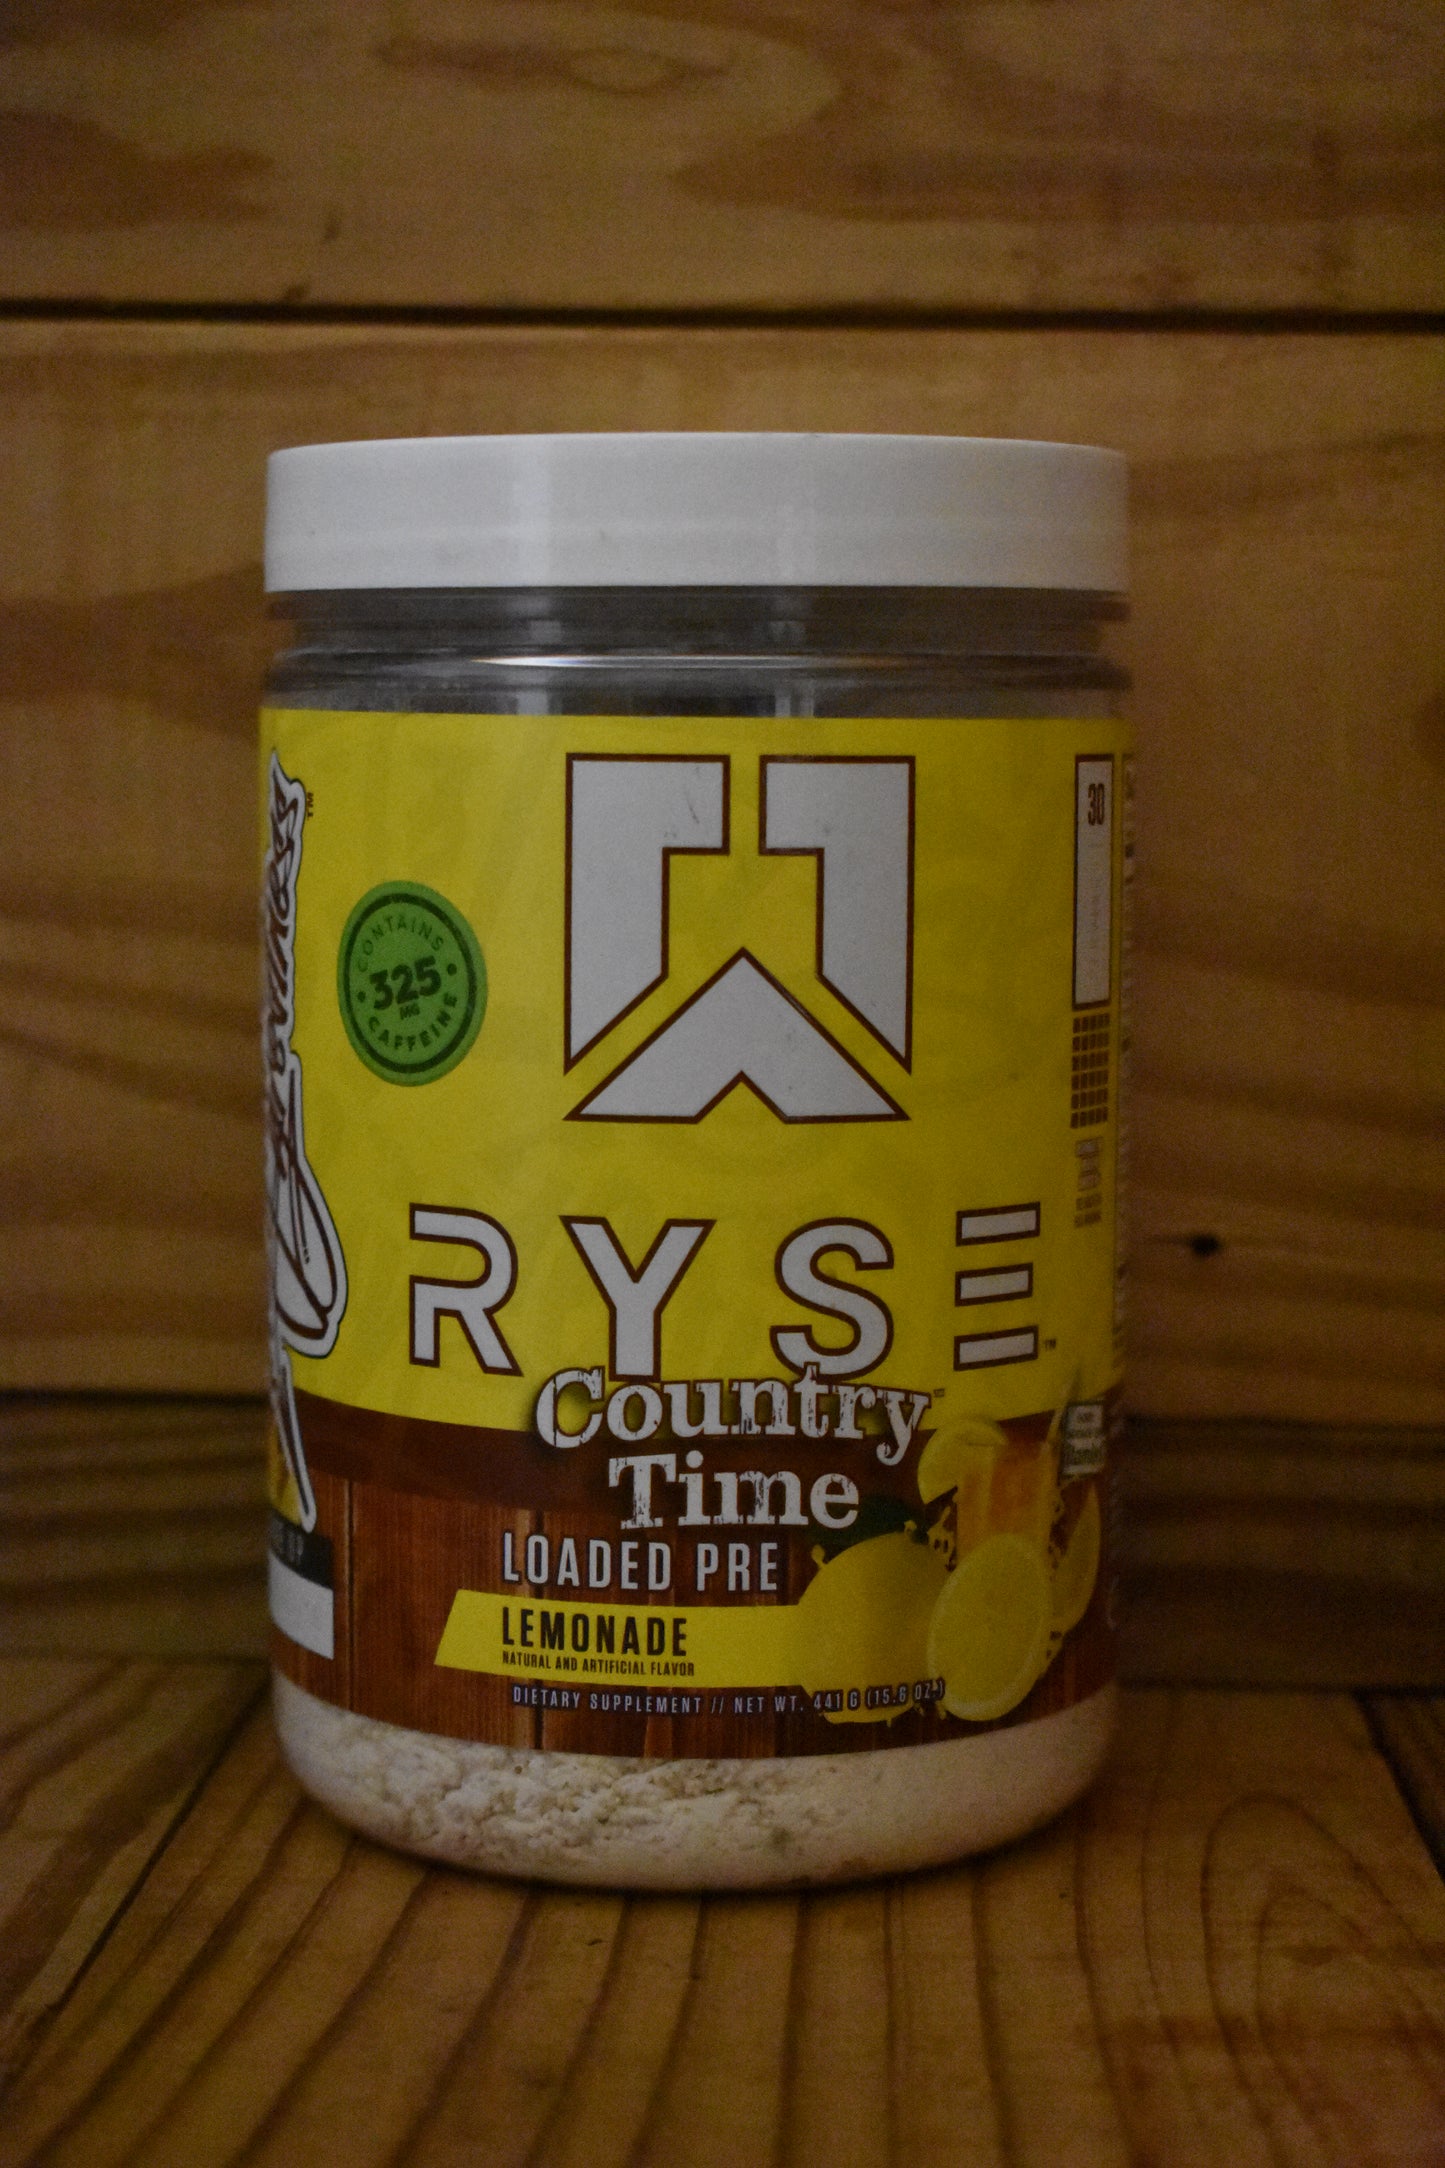 CONTAINS
325
MG
CAFFEINE
30
RYSE™
Country
Time
LOADED PRE
LEMONADE
NATURAL AND ARTIFICIAL FLAVOR
DIETARY SUPPLEMENT // NET WT. 441 G (15.6 OZ.)